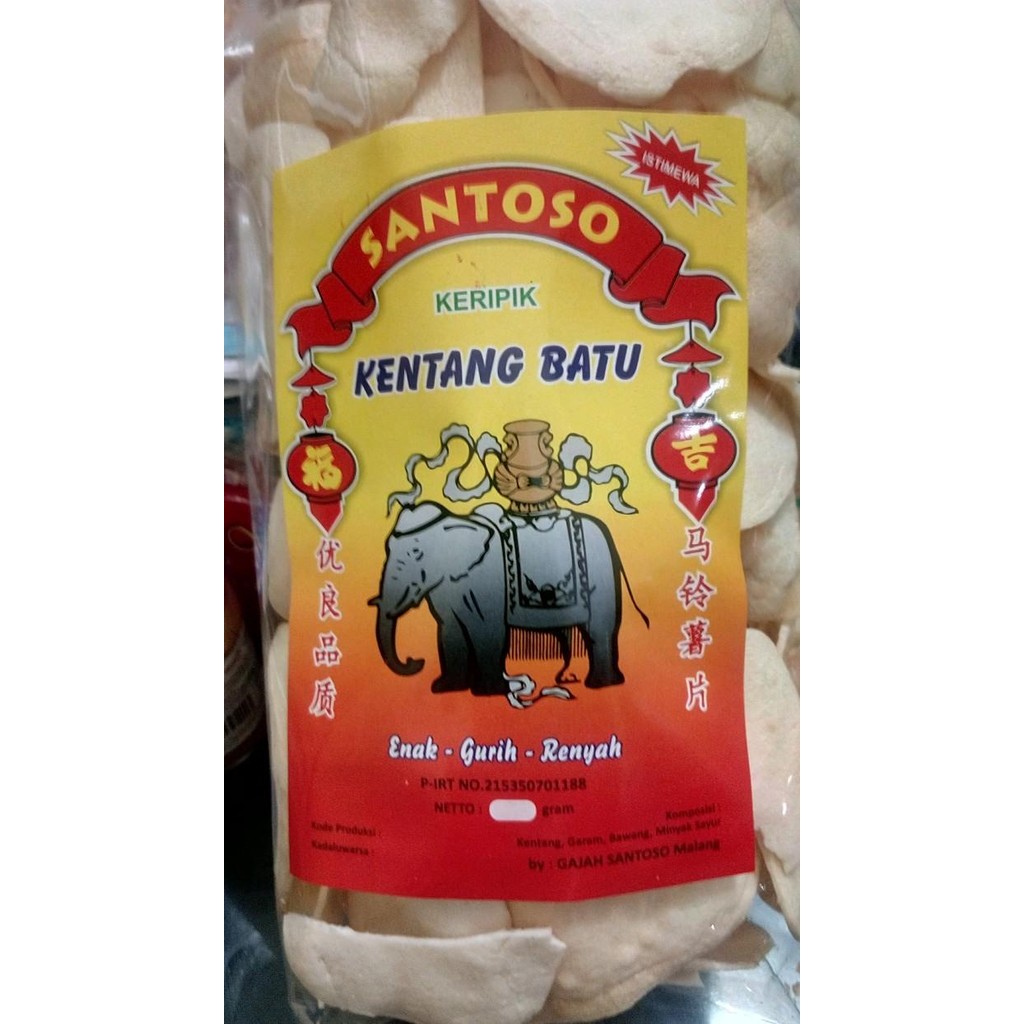 ISTIMEWA
SANTOSO
KERIPIK
KENTANG BATU
福
吉
优良品质
马铃薯片
Enak - Gurih - Renyah
P-IRT NO.215350701188
NETTO : gram
Kode Produksi :
Kadaluwarsa :
Komposisi :
Kentang, Garam, Bawang, Minyak Sayur
by : GAJAH SANTOSO Malang